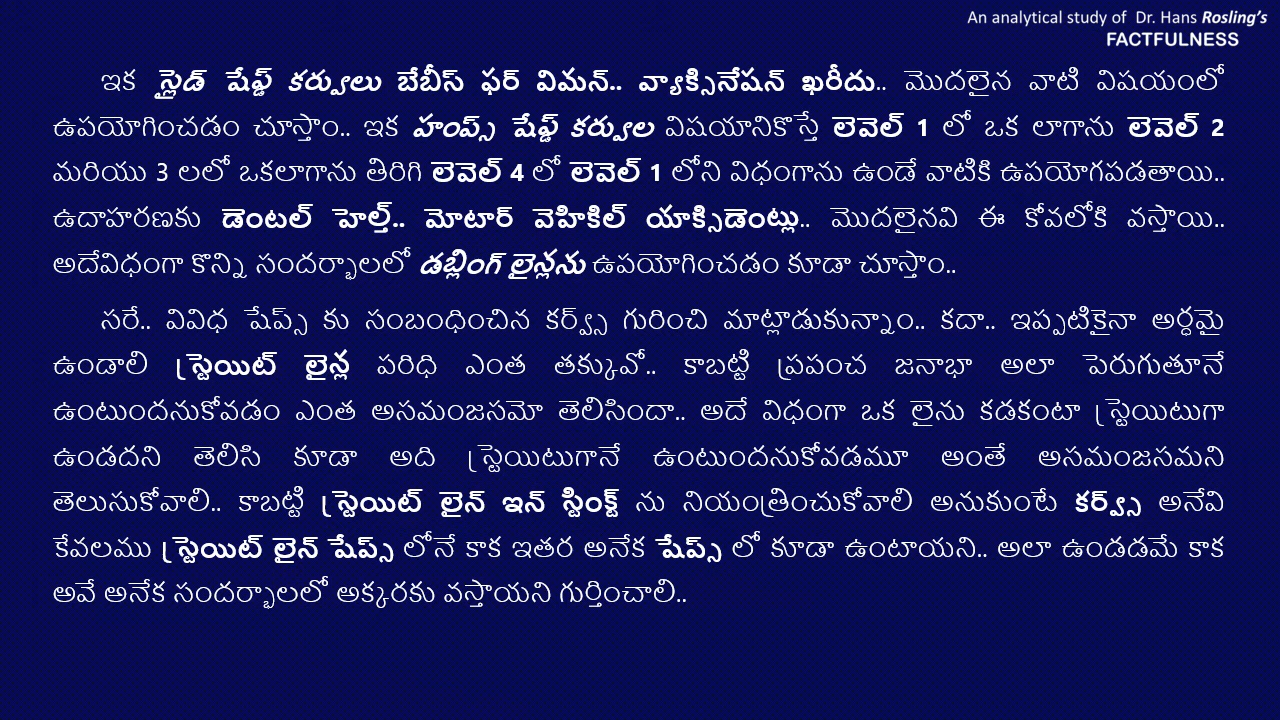 An analytical study of Dr. Hans Rosling's
FACTFULNESS
ఇక స్లైడ్ షేఫ్డ్ కర్వులు బేబీస్ ఫర్ విమన్.. వ్యాక్సినేషన్ ఖరీదు.. మొదలైన వాటి విషయంలో
ఉపయోగించడం చూస్తాం.. ఇక హంప్స్ షేఫ్డ్ కర్వుల విషయానికొస్తే లెవెల్ 1 లో ఒక లాగాను లెవెల్ 2
మరియు 3 లలో ఒకలాగాను తిరిగి లెవెల్ 4 లో లెవెల్ 1 లోని విధంగాను ఉండే వాటికి ఉపయోగపడతాయి..
ఉదాహరణకు డెంటల్ హెల్త్.. మోటార్ వెహికిల్ యాక్సిడెంట్లు.. మొదలైనవి ఈ కోవలోకి వస్తాయి..
అదేవిధంగా కొన్ని సందర్భాలలో డబ్లింగ్ లైన్లను ఉపయోగించడం కూడా చూస్తాం..
సరే.. వివిధ షేప్స్ కు సంబంధించిన కర్వ్స్ గురించి మాట్లాడుకున్నాం.. కదా.. ఇప్పటికైనా అర్ధమై
ఉండాలి స్ట్రెయిట్ లైన్ల పరిధి ఎంత తక్కువో.. కాబట్టి ప్రపంచ జనాభా అలా పెరుగుతూనే
ఉంటుందనుకోవడం ఎంత అసమంజసమో తెలిసిందా.. అదే విధంగా ఒక లైను కడకంటా స్ట్రెయిటుగా
ఉండదని తెలిసి కూడా అది స్ట్రెయిటుగానే ఉంటుందనుకోవడమూ అంతే అసమంజసమని
తెలుసుకోవాలి.. కాబట్టి స్ట్రెయిట్ లైన్ ఇన్ స్టింక్ట్ ను నియంత్రించుకోవాలి అనుకుంటే కర్వ్స్ అనేవి
కేవలము స్ట్రెయిట్ లైన్ షేప్స్ లోనే కాక ఇతర అనేక షేప్స్ లో కూడా ఉంటాయని.. అలా ఉండడమే కాక
అవే అనేక సందర్భాలలో అక్కరకు వస్తాయని గుర్తించాలి..